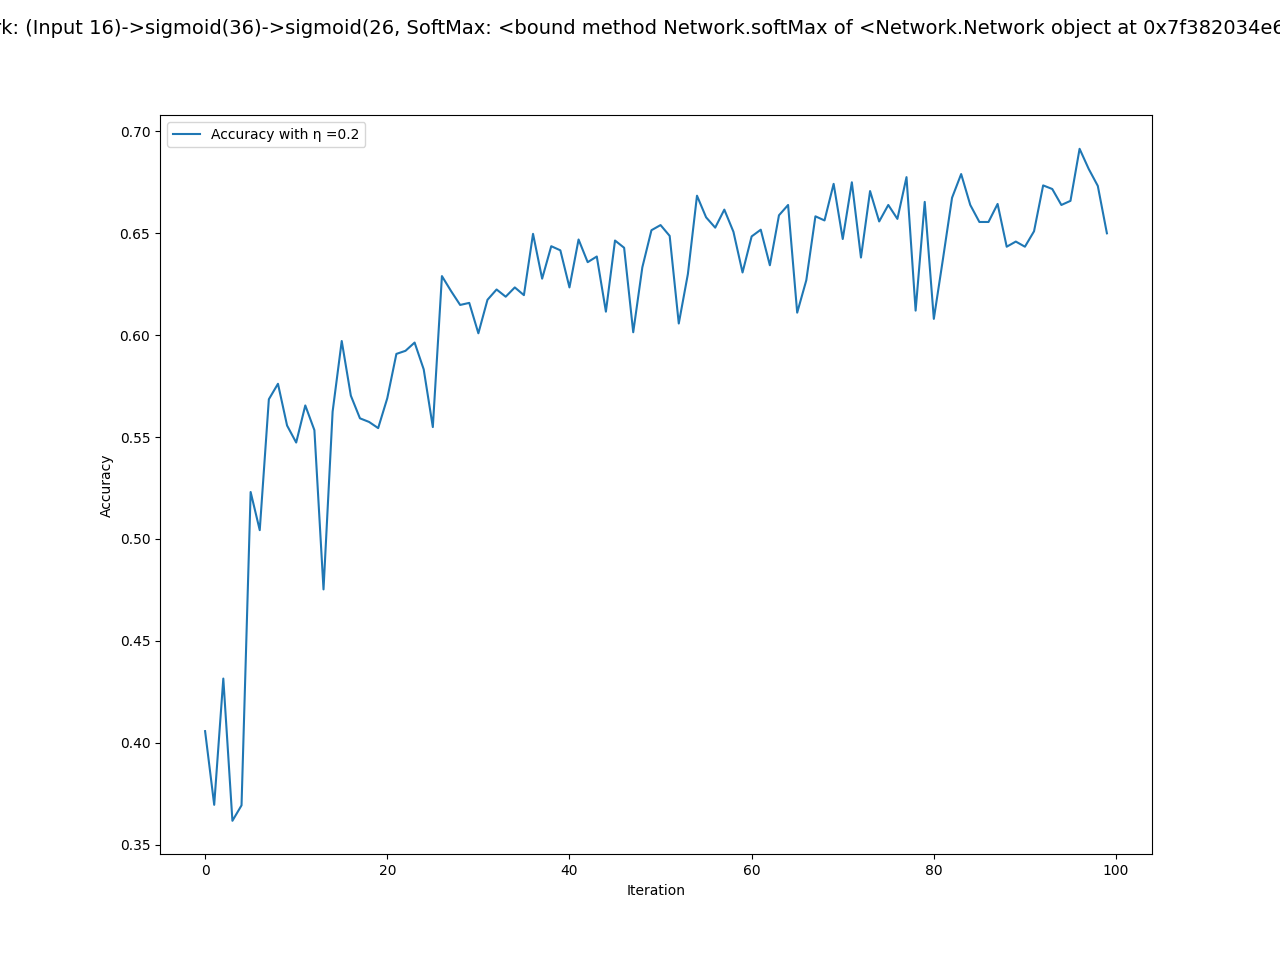 rk: (Input 16)->sigmoid(36)->sigmoid(26, SoftMax: <bound method Network.softMax of <Network.Network object at 0x7f382034e6
Accuracy with η =0.2
0.70
0.65
0.60
0.55
0.50
0.45
0.40
0.35
Accuracy
0 20 40 60 80 100
Iteration